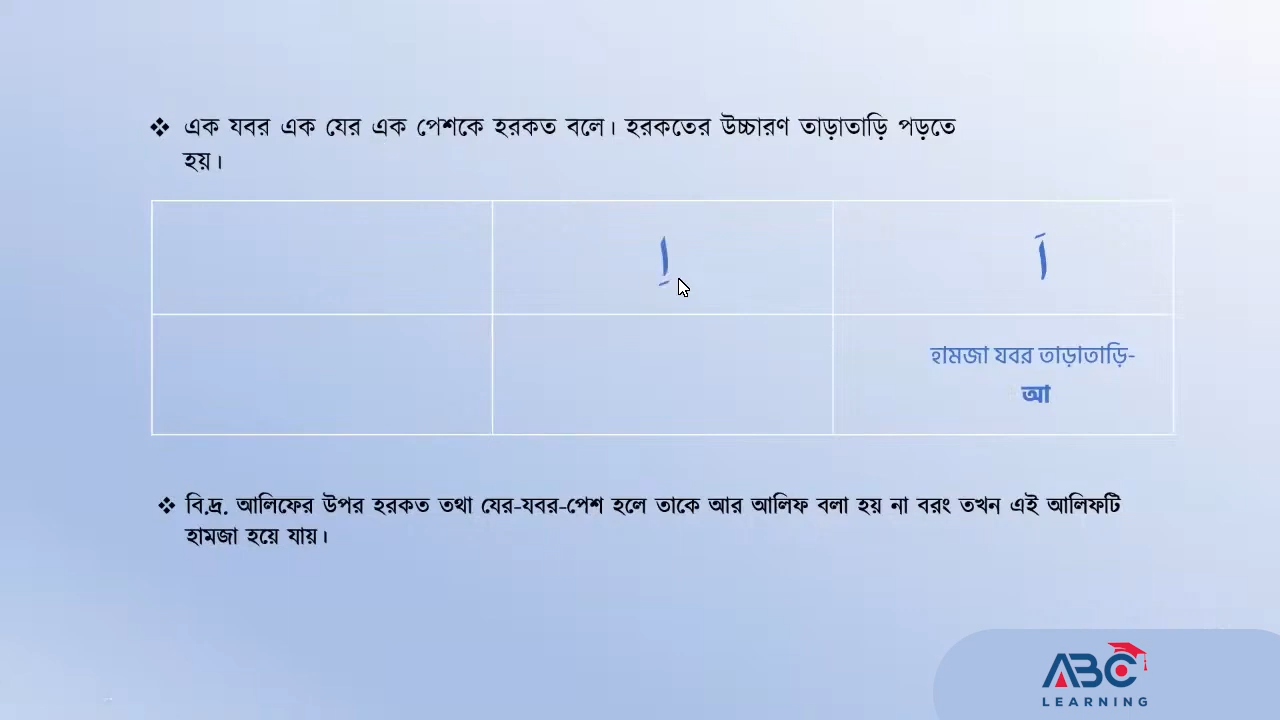 ❖ এক যবর এক যের এক পেশকে হরকত বলে। হরকতের উচ্চারণ তাড়াতাড়ি পড়তে
হয়।
اَ
اِ
হামজা যবর তাড়াতাড়ি-
আ
❖ বি.দ্র. আলিফের উপর হরকত তথা যের-যবর-পেশ হলে তাকে আর আলিফ বলা হয় না বরং তখন এই আলিফটি
হামজা হয়ে যায়।
ABC
LEARNING